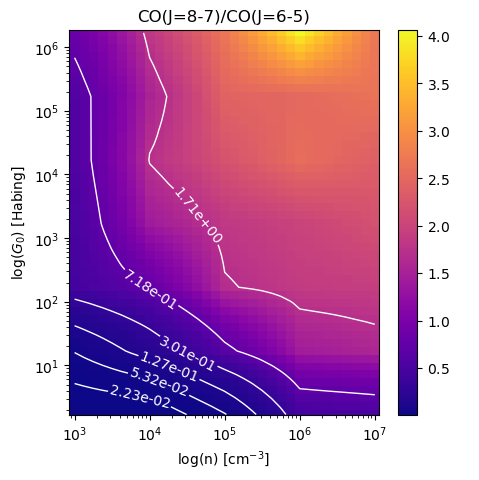 CO(J=8-7)/CO(J=6-5)
log(G₀) [Habing]
10⁶
10⁵
10⁴
10³
10²
10¹
1.71e+00
7.18e-01
3.01e-01
1.27e-01
5.32e-02
2.23e-02
10³ 10⁴ 10⁵ 10⁶ 10⁷
log(n) [cm⁻³]
4.0
3.5
3.0
2.5
2.0
1.5
1.0
0.5